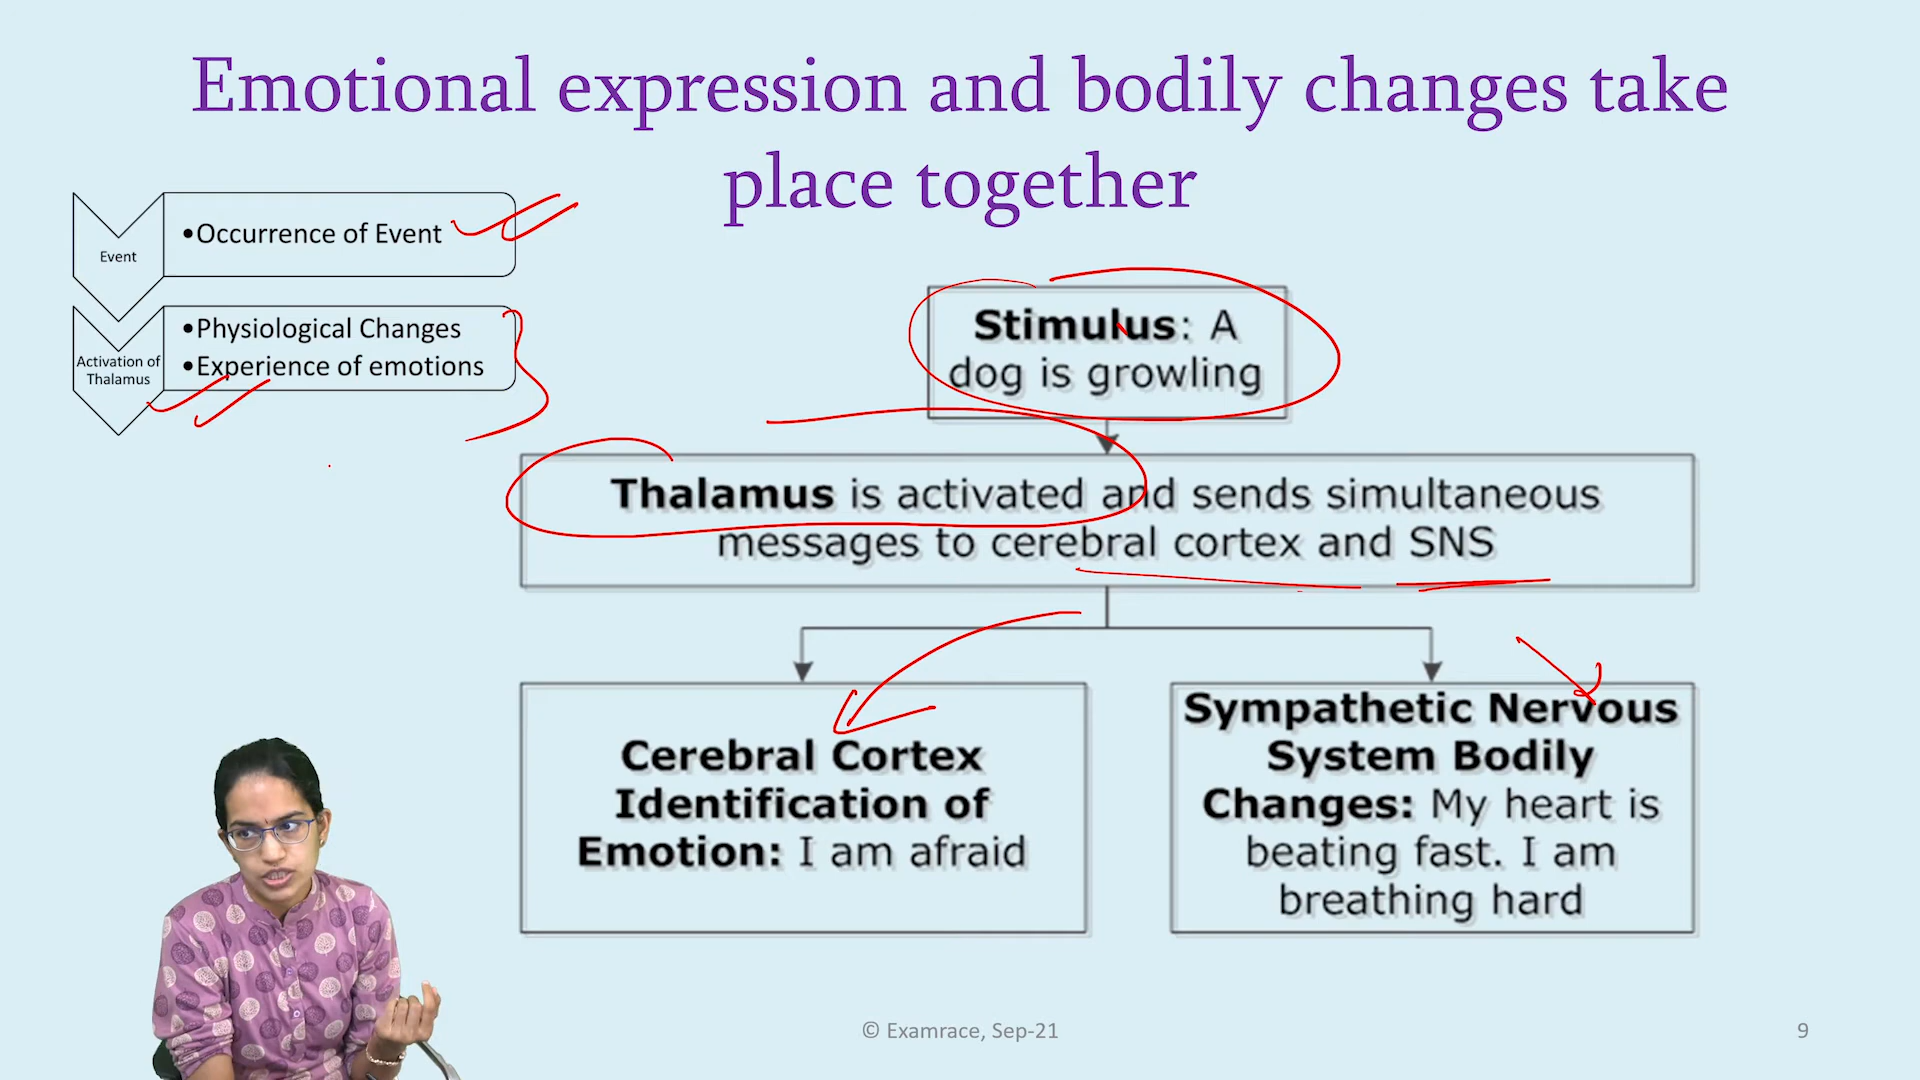 Emotional expression and bodily changes take
place together
Event
•Occurrence of Event
Activation of
Thalamus
•Physiological Changes
•Experience of emotions
Stimulus: A
dog is growling
Thalamus is activated and sends simultaneous
messages to cerebral cortex and SNS
Cerebral Cortex
Identification of
Emotion: I am afraid
Sympathetic Nervous
System Bodily
Changes: My heart is
beating fast. I am
breathing hard
© Examrace, Sep-21
9